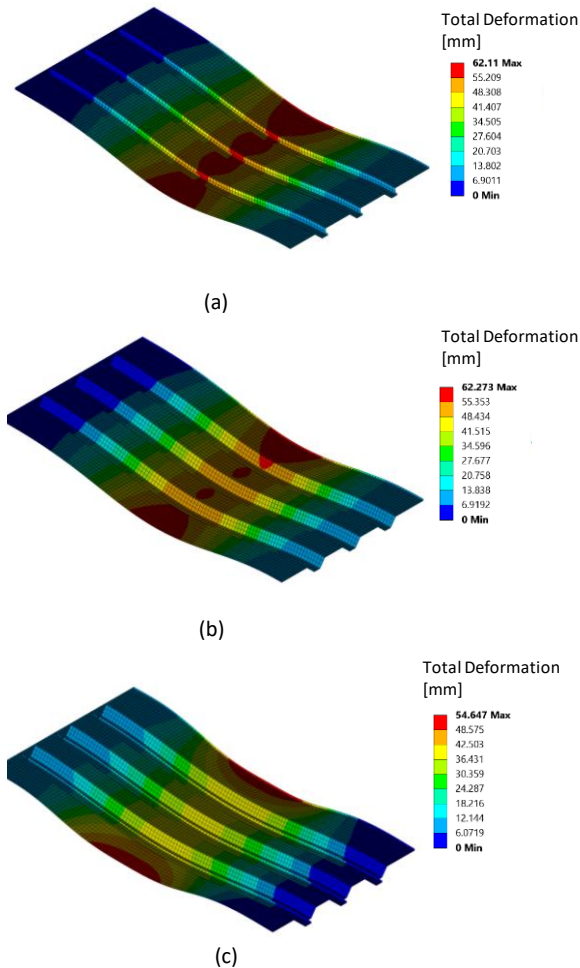 Total Deformation
[mm]
62.11 Max
55.209
48.308
41.407
34.505
27.604
20.703
13.802
6.9011
0 Min
(a)
Total Deformation
[mm]
62.273 Max
55.353
48.434
41.515
34.596
27.677
20.758
13.838
6.9192
0 Min
(b)
Total Deformation
[mm]
54.647 Max
48.575
42.503
36.431
30.359
24.287
18.216
12.144
6.0719
0 Min
(c)